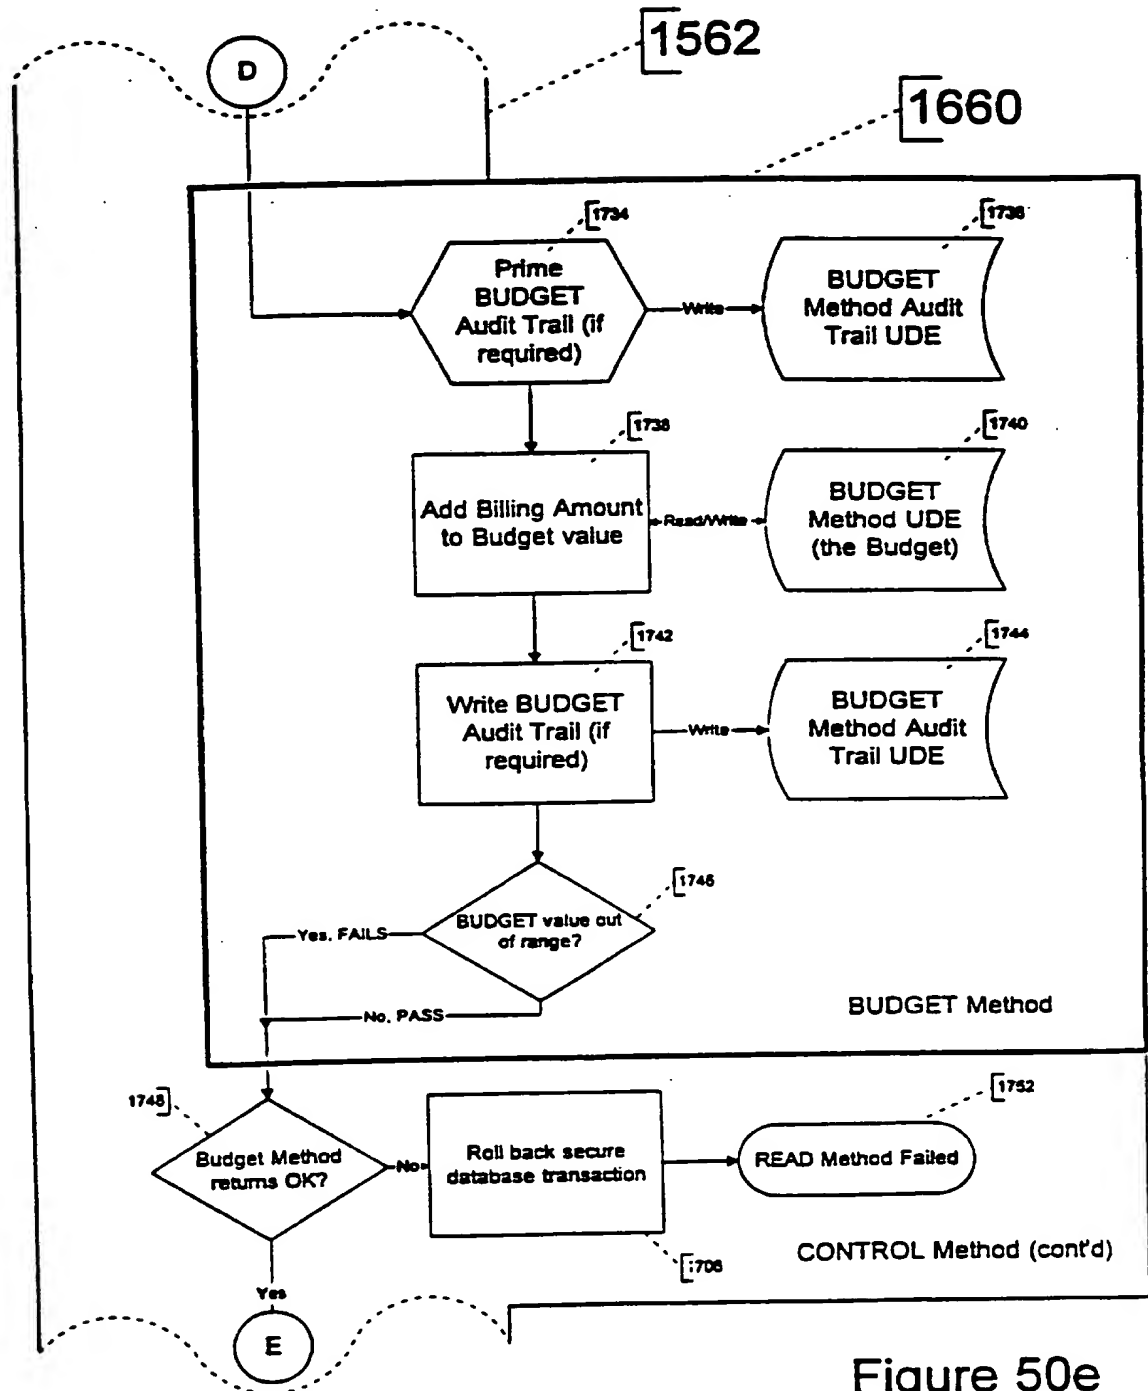 D
1562
1660
1734
Prime
BUDGET
Audit Trail (if
required)
Write
1736
BUDGET
Method Audit
Trail UDE
1738
Add Billing Amount
to Budget value
Read/Write
1740
BUDGET
Method UDE
(the Budget)
1742
Write BUDGET
Audit Trail (if
required)
Write
1744
BUDGET
Method Audit
Trail UDE
1746
BUDGET value out
of range?
Yes, FAILS
No, PASS
BUDGET Method
1748
Budget Method
returns OK?
No
Roll back secure
database transaction
1752
READ Method Failed
1706
CONTROL Method (cont'd)
Yes
E
Figure 50e